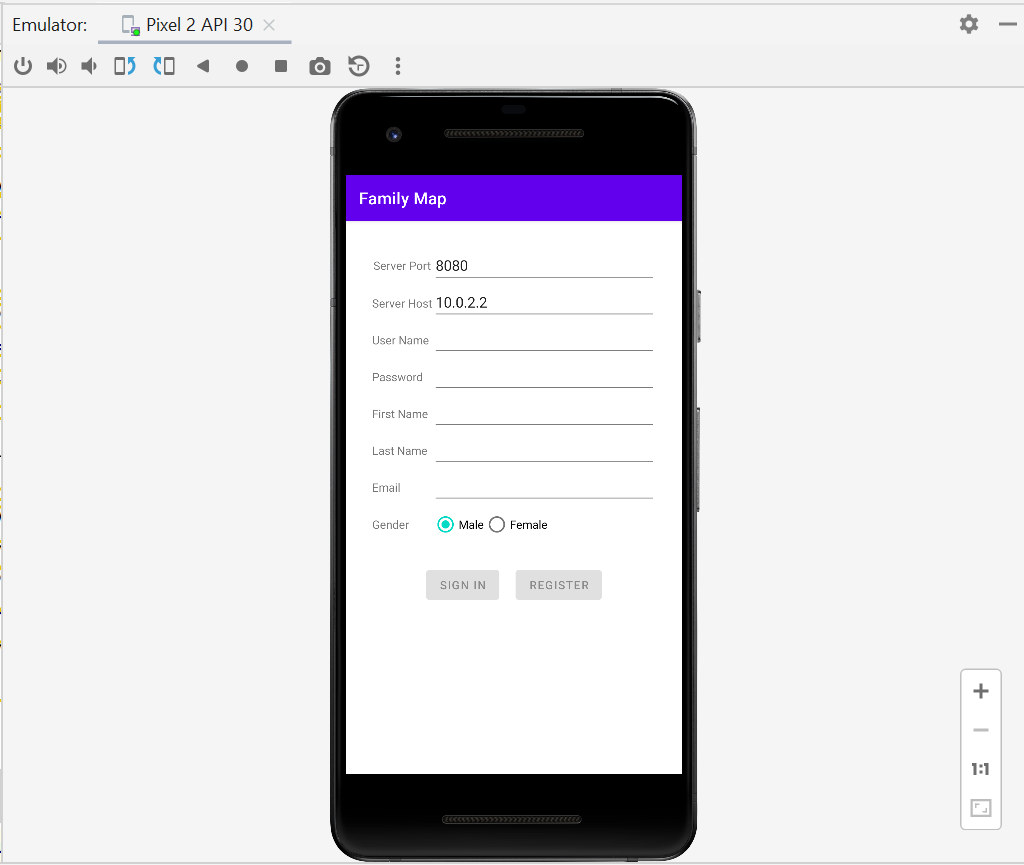 Emulator: Pixel 2 API 30
Family Map
Server Port 8080
Server Host 10.0.2.2
User Name
Password
First Name
Last Name
Email
Gender Male Female
SIGN IN REGISTER
1:1